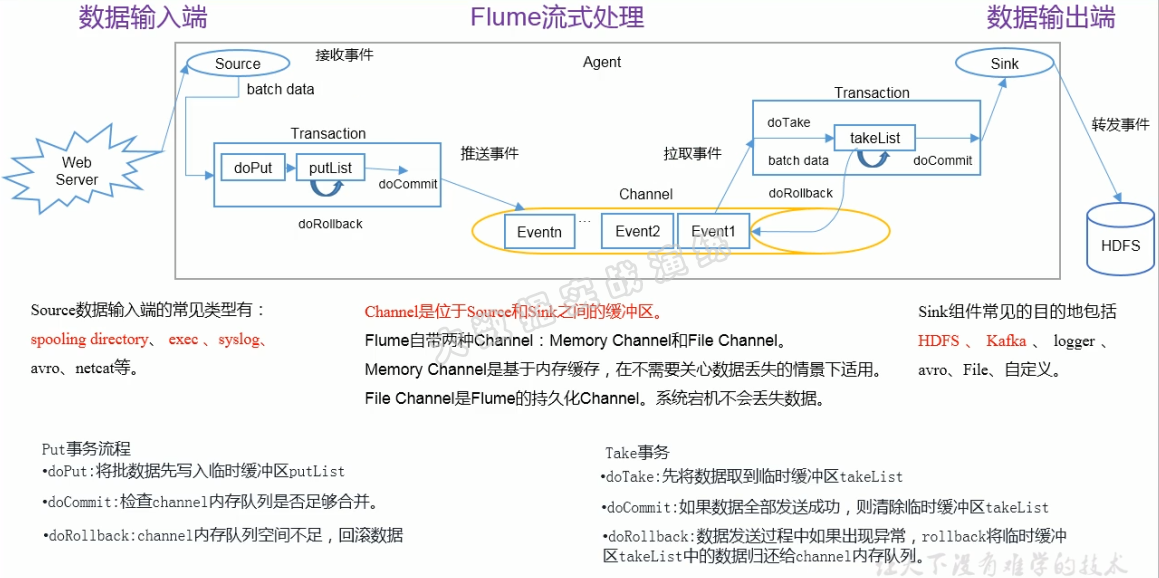 数据输入端
Flume流式处理
数据输出端
Source
接收事件
Agent
Sink
batch data
Transaction
Transaction
doTake
takeList
转发事件
Web
Server
doPut
putList
doCommit
推送事件
拉取事件
batch data
doCommit
doRollback
Channel
doRollback
Eventn
...
Event2
Event1
HDFS
大数据实战演练
Source数据输入端的常见类型有：
spooling directory、 exec 、syslog、
avro、netcat等。
Channel是位于Source和Sink之间的缓冲区。
Flume自带两种Channel：Memory Channel和File Channel。
Memory Channel是基于内存缓存，在不需要关心数据丢失的情景下适用。
File Channel是Flume的持久化Channel。系统宕机不会丢失数据。
Sink组件常见的目的地包括
HDFS 、 Kafka 、 logger 、
avro、File、自定义。
Put事务流程
•doPut:将批数据先写入临时缓冲区putList
•doCommit:检查channel内存队列是否足够合并。
•doRollback:channel内存队列空间不足，回滚数据
Take事务
•doTake:先将数据取到临时缓冲区takeList
•doCommit:如果数据全部发送成功，则清除临时缓冲区takeList
•doRollback:数据发送过程中如果出现异常，rollback将临时缓冲
区takeList中的数据归还给channel内存队列。
让天下没有难学的技术